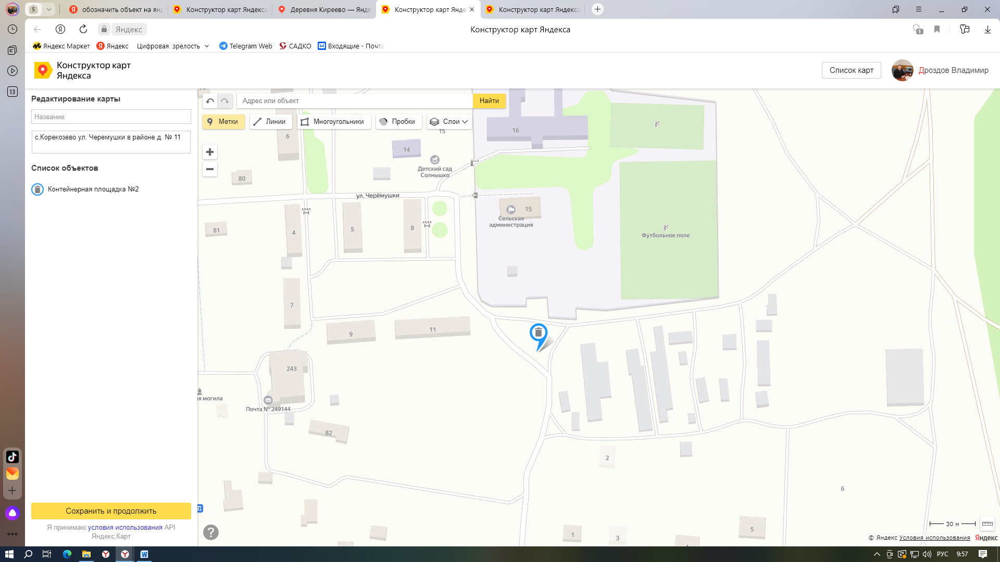 5
обозначить объект на янд
Конструктор карт Яндекса
Деревня Киреево — Янде
Конструктор карт Янде
Конструктор карт Яндекса
Яндекс
Конструктор карт Яндекса
1
Яндекс Маркет
Яндекс
Цифровая зрелость
Telegram Web
САДКО
Входящие - Почта
13
Конструктор карт
Яндекса
Список карт
Дроздов Владимир
Редактирование карты
Название
с.Корекозево ул. Черемушки в районе д. № 11
Список объектов
Контейнерная площадка №2
Сохранить и продолжить
Я принимаю условия использования API
Яндекс.Карт
Адрес или объект
Найти
Метки
Линии
Многоугольники
Пробки
Слои
15
16
6
14
Детский сад
Солнышко
80
ул. Черёмушки
15
Сельская
администрация
81
4
5
8
Футбольное поле
7
9
11
243
я могила
Почта № 249144
82
2
6
1
3
5
30 м
© Яндекс Условия использования Яндекс
?
РУС
9:57